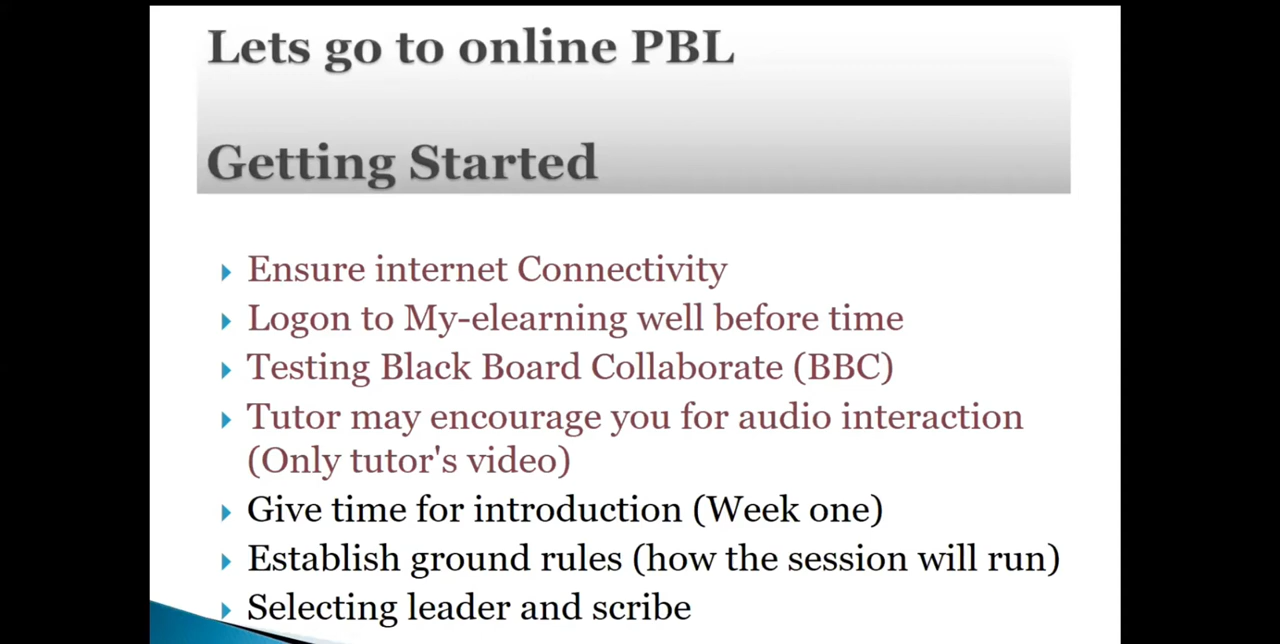 Lets go to online PBL
Getting Started
Ensure internet Connectivity
Logon to My-elearning well before time
Testing Black Board Collaborate (BBC)
Tutor may encourage you for audio interaction
(Only tutor's video)
Give time for introduction (Week one)
Establish ground rules (how the session will run)
Selecting leader and scribe